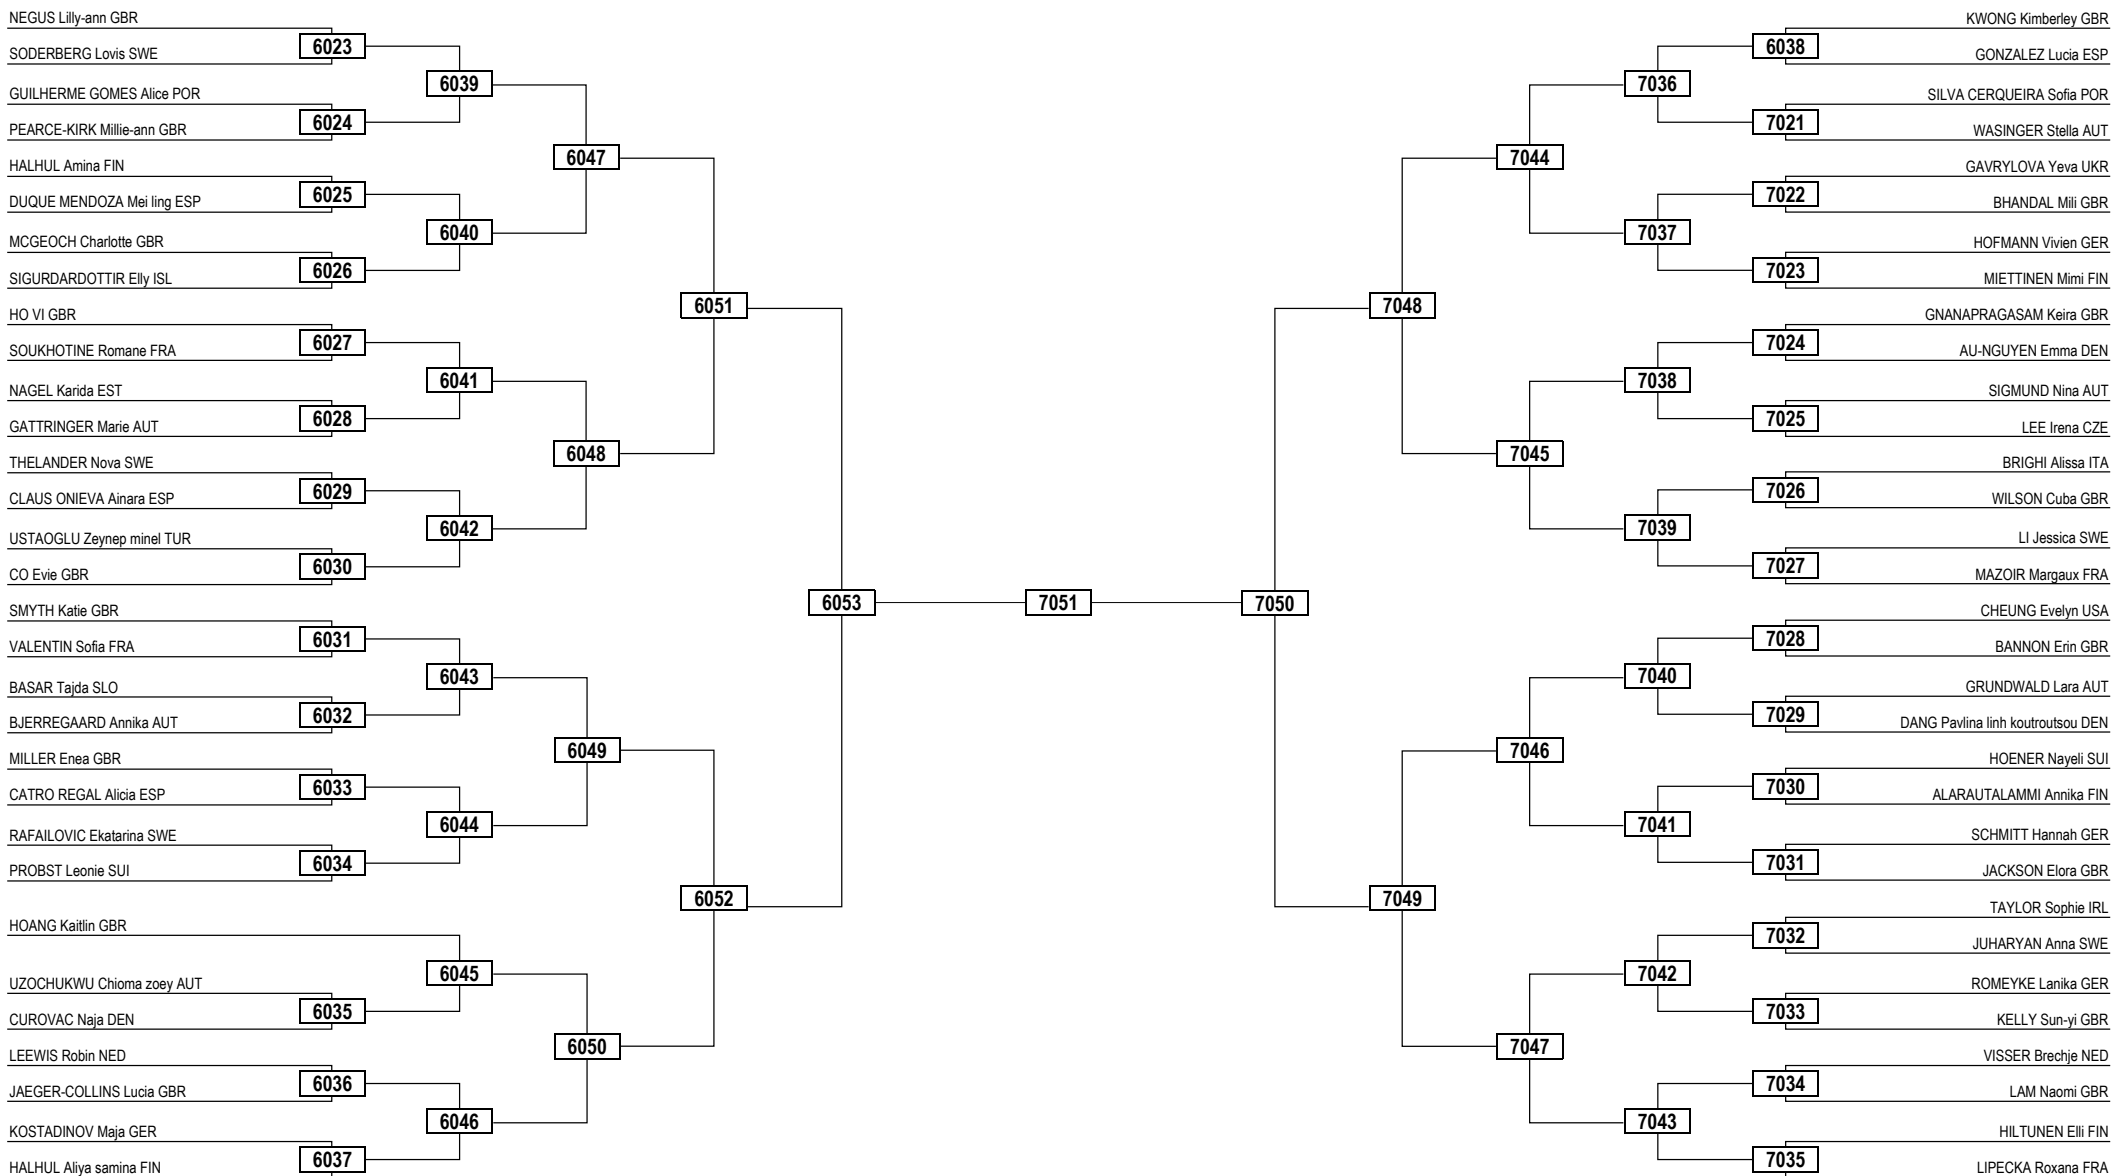 NEGUS Lilly-ann GBR
SODERBERG Lovis SWE
6023
GUILHERME GOMES Alice POR
PEARCE-KIRK Millie-ann GBR
6024
6039
HALHUL Amina FIN
DUQUE MENDOZA Mei ling ESP
6025
MCGEOCH Charlotte GBR
SIGURDARDOTTIR Elly ISL
6026
6040
6047
HO VI GBR
SOUKHOTINE Romane FRA
6027
NAGEL Karida EST
GATTRINGER Marie AUT
6028
6041
THELANDER Nova SWE
CLAUS ONIEVA Ainara ESP
6029
USTAOGLU Zeynep minel TUR
CO Evie GBR
6030
6042
6048
6051
SMYTH Katie GBR
VALENTIN Sofia FRA
6031
BASAR Tajda SLO
BJERREGAARD Annika AUT
6032
6043
MILLER Enea GBR
CATRO REGAL Alicia ESP
6033
RAFAILOVIC Ekatarina SWE
PROBST Leonie SUI
6034
6044
6049
HOANG Kaitlin GBR
UZOCHUKWU Chioma zoey AUT
CUROVAC Naja DEN
6035
6045
LEEWIS Robin NED
JAEGER-COLLINS Lucia GBR
6036
KOSTADINOV Maja GER
HALHUL Aliya samina FIN
6037
6046
6050
6052
6053
7051
7050
KWONG Kimberley GBR
GONZALEZ Lucia ESP
6038
SILVA CERQUEIRA Sofia POR
WASINGER Stella AUT
7021
7036
GAVRYLOVA Yeva UKR
BHANDAL Mili GBR
7022
HOFMANN Vivien GER
MIETTINEN Mimi FIN
7023
7037
7044
GNANAPRAGASAM Keira GBR
AU-NGUYEN Emma DEN
7024
SIGMUND Nina AUT
LEE Irena CZE
7025
7038
BRIGHI Alissa ITA
WILSON Cuba GBR
7026
LI Jessica SWE
MAZOIR Margaux FRA
7027
7039
7045
7048
CHEUNG Evelyn USA
BANNON Erin GBR
7028
GRUNDWALD Lara AUT
DANG Pavlina linh koutroutsou DEN
7029
7040
HOENER Nayeli SUI
ALARAUTALAMMI Annika FIN
7030
SCHMITT Hannah GER
JACKSON Elora GBR
7031
7041
7046
TAYLOR Sophie IRL
JUHARYAN Anna SWE
7032
ROMEYKE Lanika GER
KELLY Sun-yi GBR
7033
7042
VISSER Brechje NED
LAM Naomi GBR
7034
HILTUNEN Elli FIN
LIPECKA Roxana FRA
7035
7043
7047
7049